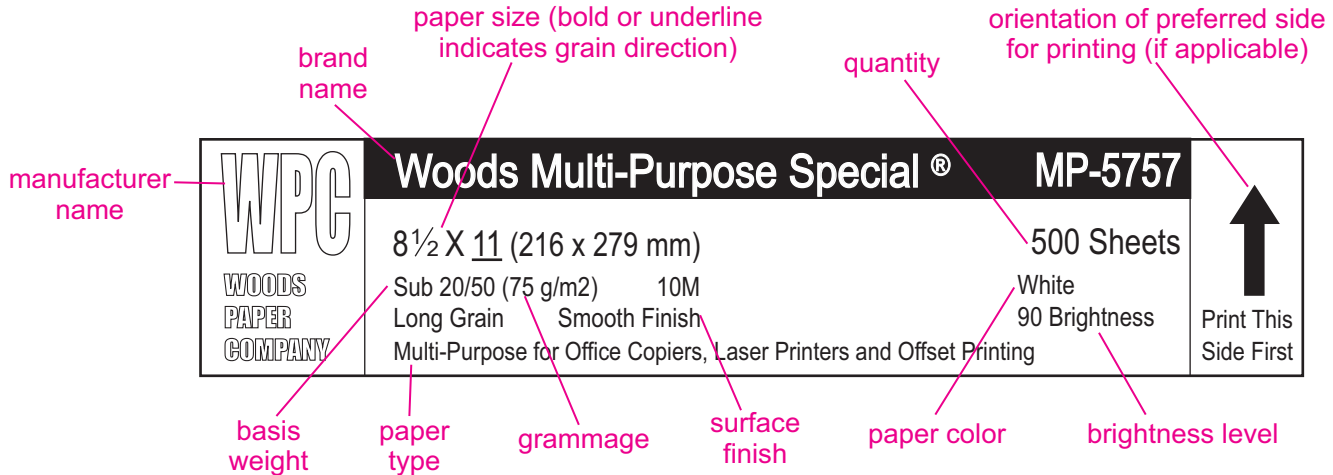 paper size (bold or underline
indicates grain direction)
orientation of preferred side
for printing (if applicable)
brand
name
quantity
manufacturer
name
WPC
WOODS
PAPER
COMPANY
Woods Multi-Purpose Special ® MP-5757
8½ X 11 (216 x 279 mm) 500 Sheets
Sub 20/50 (75 g/m2) 10M White
Long Grain Smooth Finish 90 Brightness
Multi-Purpose for Office Copiers, Laser Printers and Offset Printing
Print This
Side First
basis
weight
paper
type
grammage
surface
finish
paper color
brightness level